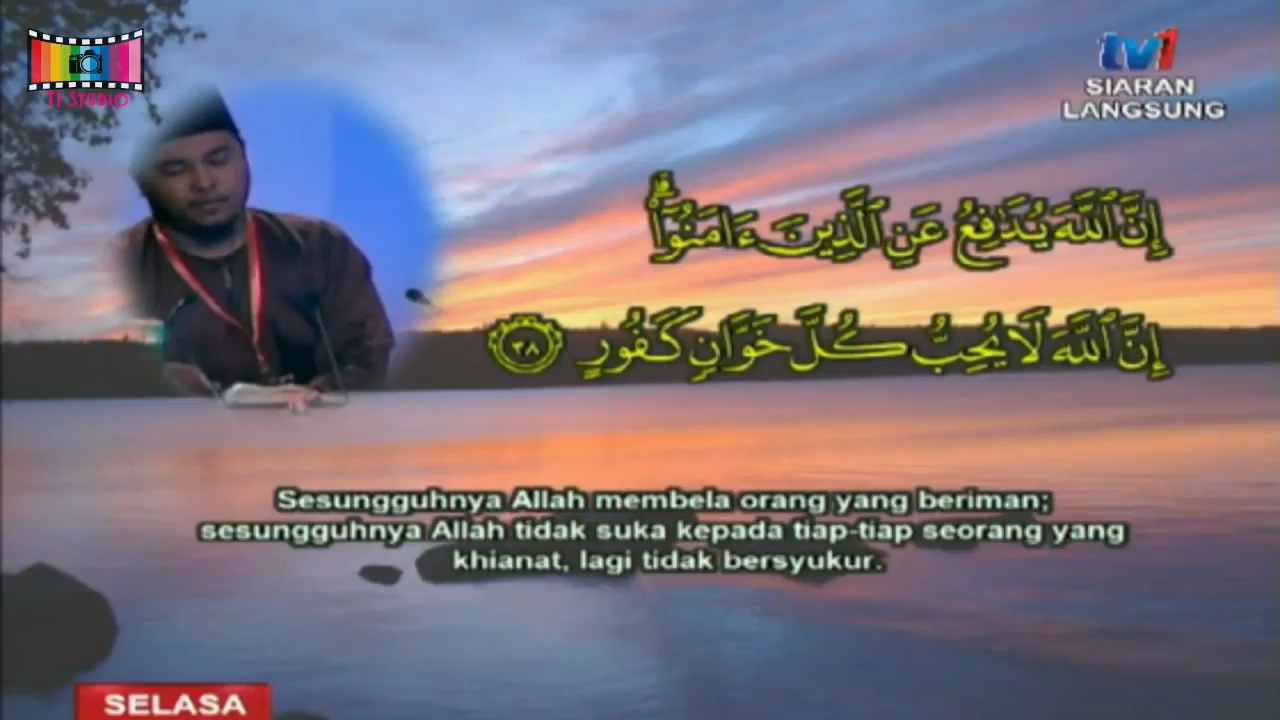 TF STUDIO
tv1
SIARAN
LANGSUNG
إِنَّ ٱللَّهَ يُدَٰفِعُ عَنِ ٱلَّذِينَ ءَامَنُوٓا۟ ۗ
إِنَّ ٱللَّهَ لَا يُحِبُّ كُلَّ خَوَّانٍ كَفُورٍ ٣٨
Sesungguhnya Allah membela orang yang beriman;
sesungguhnya Allah tidak suka kepada tiap-tiap seorang yang
khianat, lagi tidak bersyukur.
SELASA